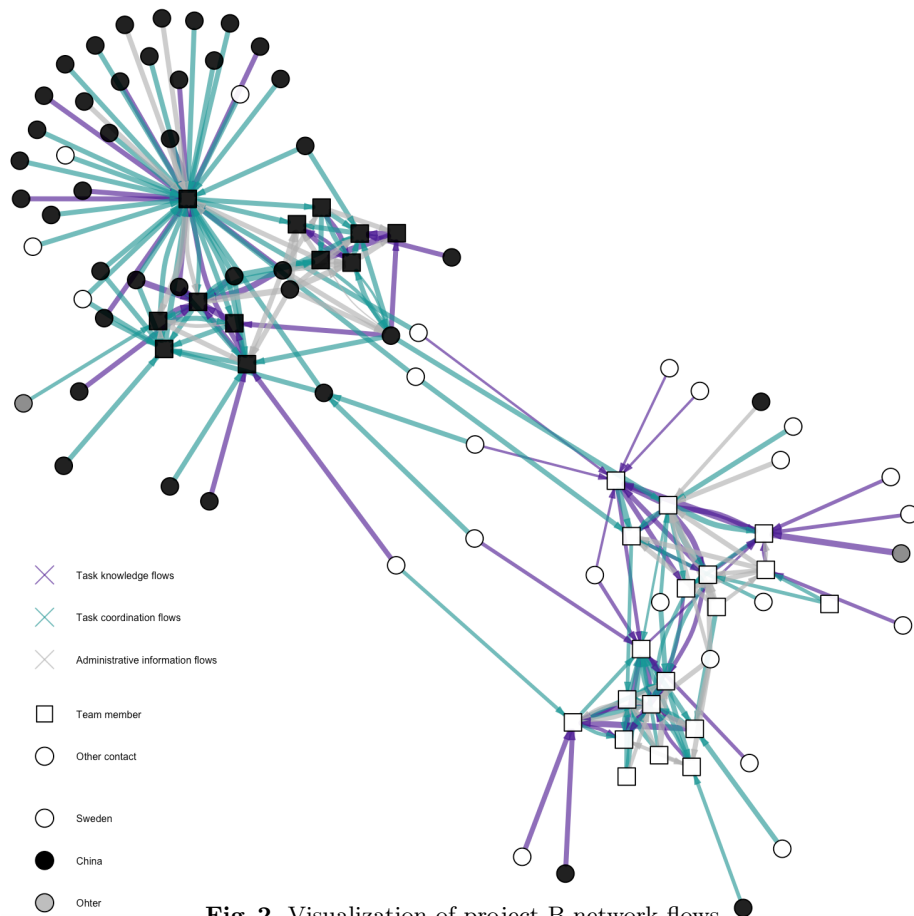 Task knowledge flows
Task coordination flows
Administrative information flows
Team member
Other contact
Sweden
China
Ohter
Fig. 2. Visualization of project B network flows